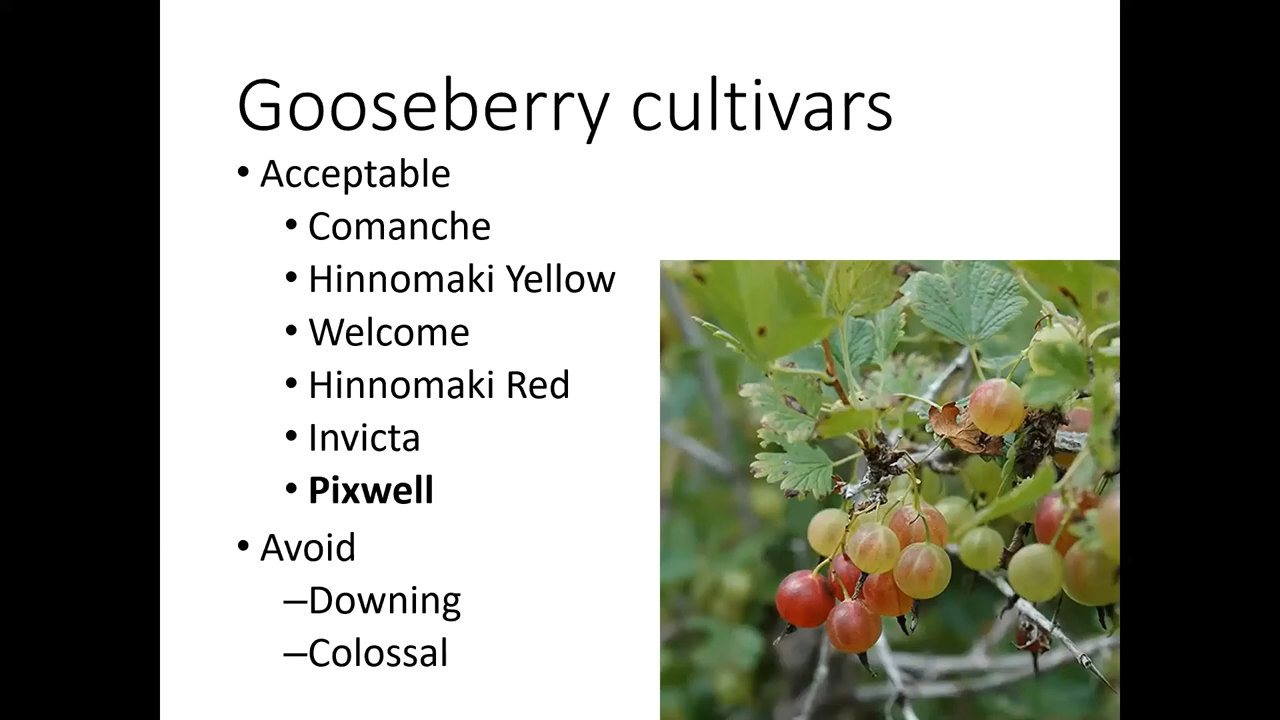 Gooseberry cultivars
• Acceptable
• Comanche
• Hinnomaki Yellow
• Welcome
• Hinnomaki Red
• Invicta
• Pixwell
• Avoid
–Downing
–Colossal